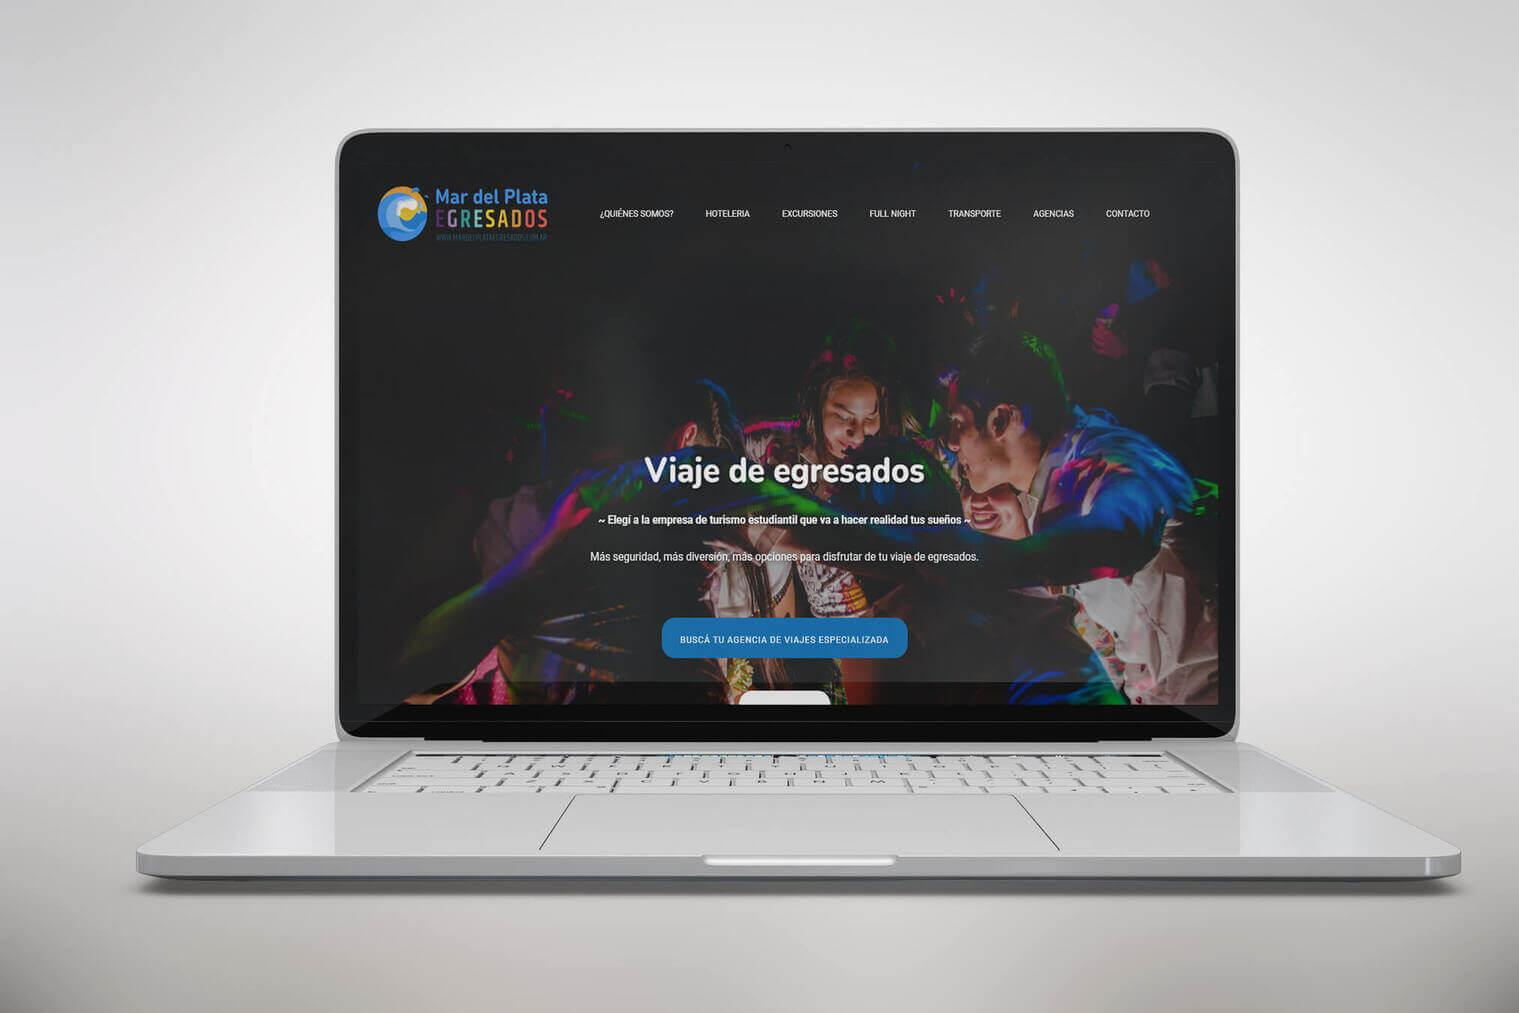 Mar del Plata
EGRESADOS
WWW.MARDELPLATAEGRESADOS.COM.AR
¿QUIÉNES SOMOS? HOTELERIA EXCURSIONES FULL NIGHT TRANSPORTE AGENCIAS CONTACTO
Viaje de egresados
~ Elegí a la empresa de turismo estudiantil que va a hacer realidad tus sueños ~
Más seguridad, más diversión, más opciones para disfrutar de tu viaje de egresados.
BUSCÁ TU AGENCIA DE VIAJES ESPECIALIZADA